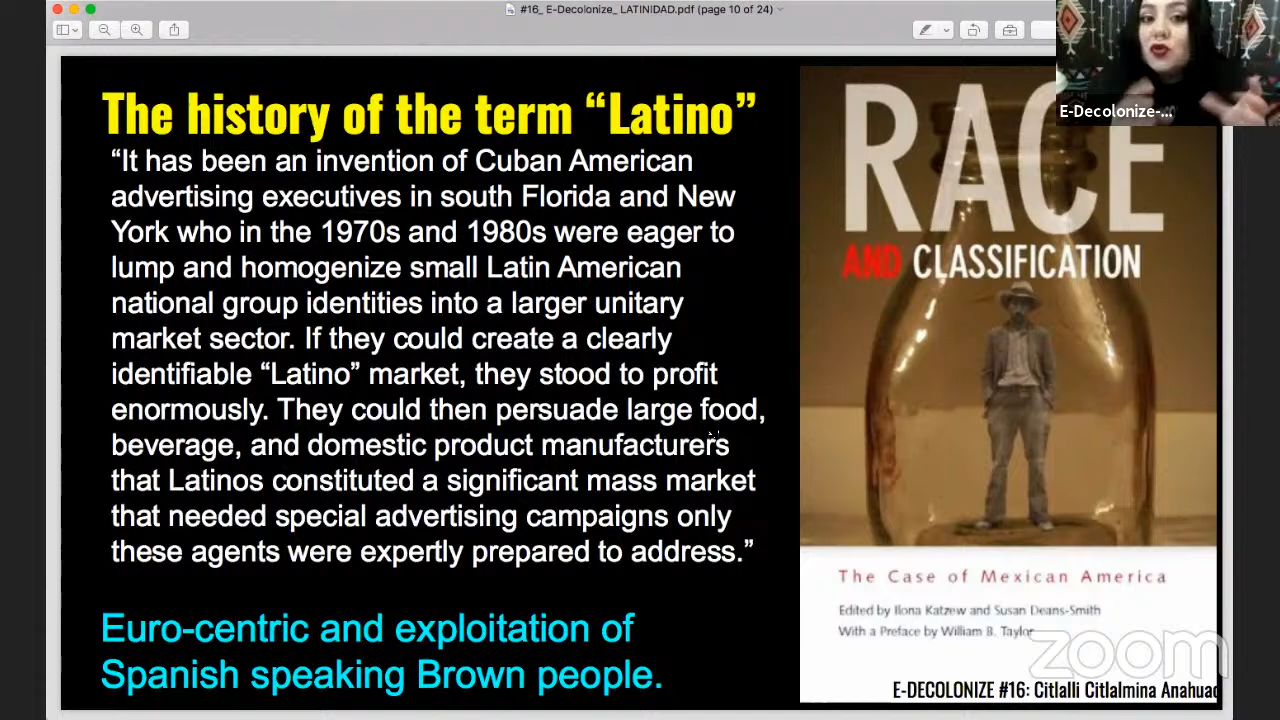 #16_ E-Decolonize_ LATINIDAD.pdf (page 10 of 24)
E-Decolonize-...
The history of the term “Latino”
“It has been an invention of Cuban American
advertising executives in south Florida and New
York who in the 1970s and 1980s were eager to
lump and homogenize small Latin American
national group identities into a larger unitary
market sector. If they could create a clearly
identifiable “Latino” market, they stood to profit
enormously. They could then persuade large food,
beverage, and domestic product manufacturers
that Latinos constituted a significant mass market
that needed special advertising campaigns only
these agents were expertly prepared to address.”
Euro-centric and exploitation of
Spanish speaking Brown people.
RACE
AND CLASSIFICATION
The Case of Mexican America
Edited by Ilona Katzew and Susan Deans-Smith
With a Preface by William B. Taylor
zoom
E-DECOLONIZE #16: Citlalli Citlalmina Anahuac